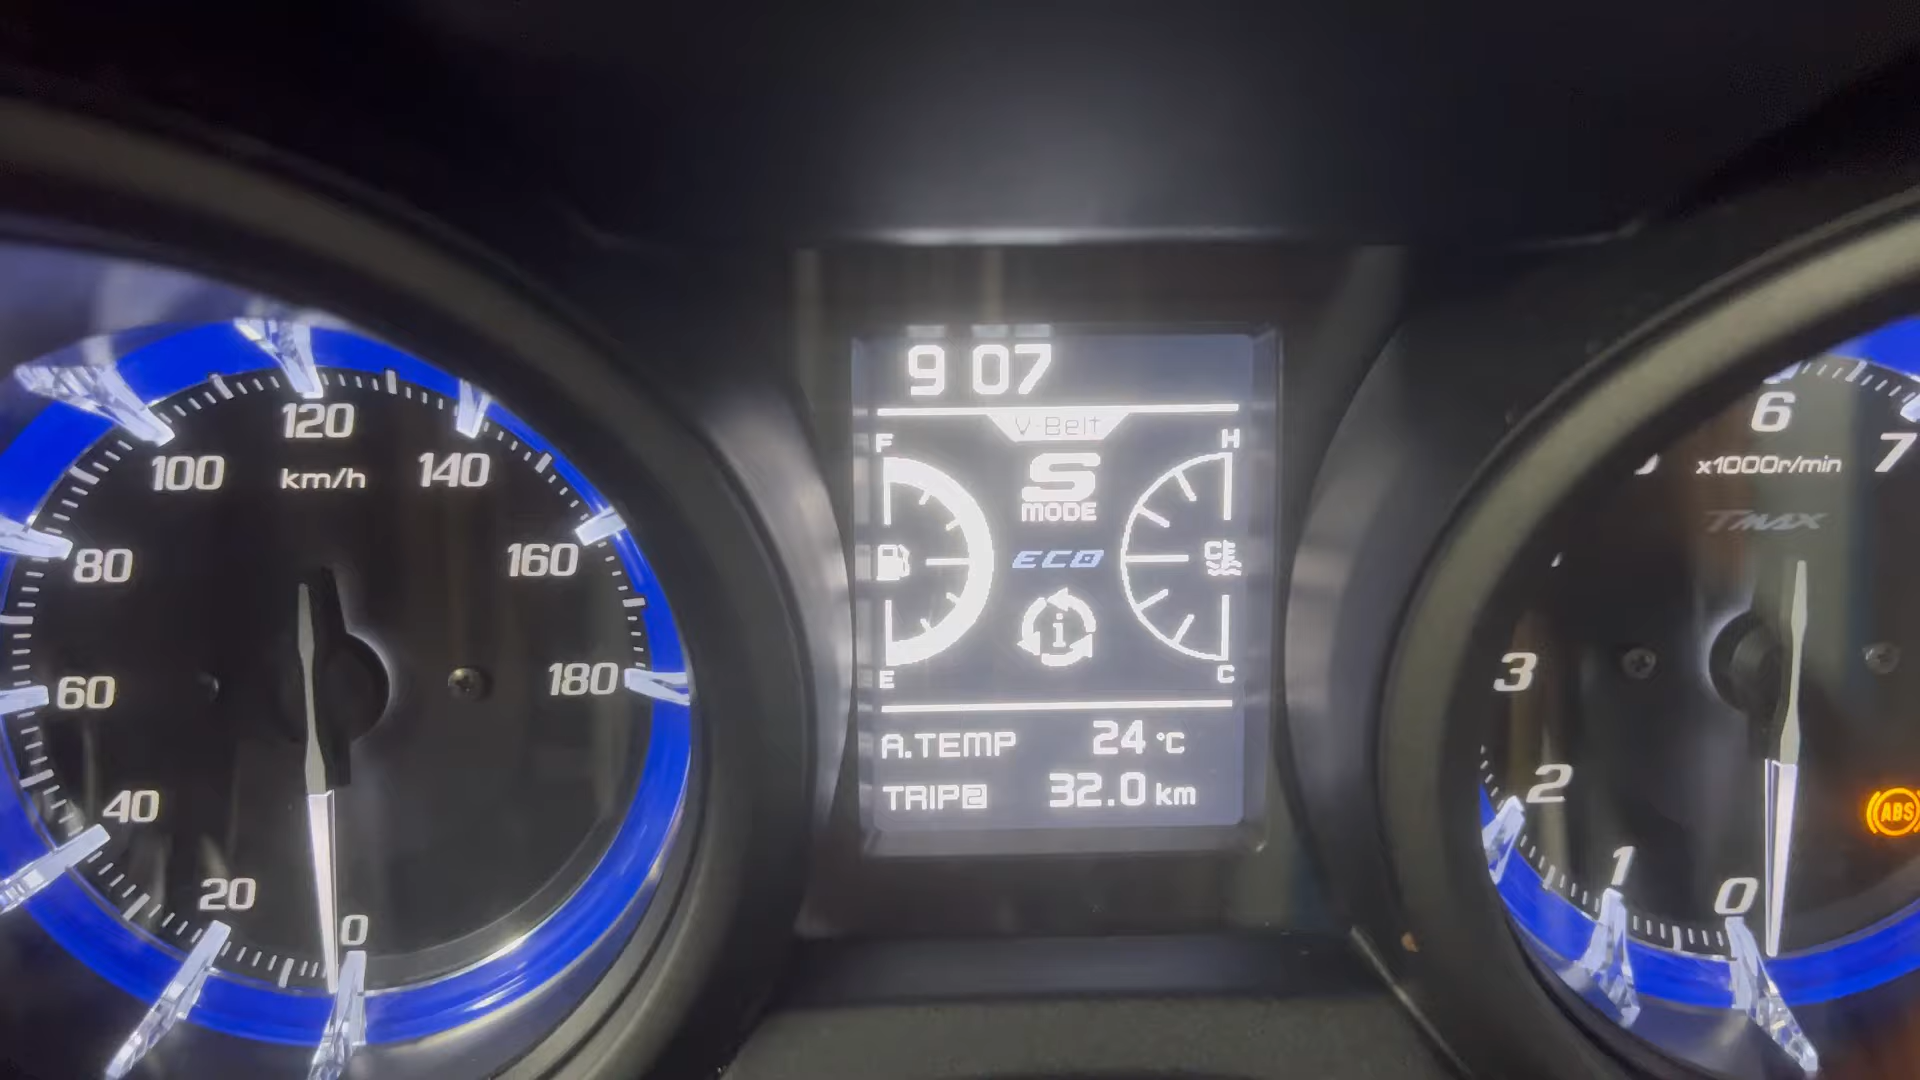 120
100
140
km/h
80
160
60
180
40
20
0
9 07
V-Belt
F
H
S
MODE
ECO
i
E
C
A.TEMP 24 °C
TRIP2 32.0 km
6
7
x1000r/min
TMAX
3
2
1
0
ABS